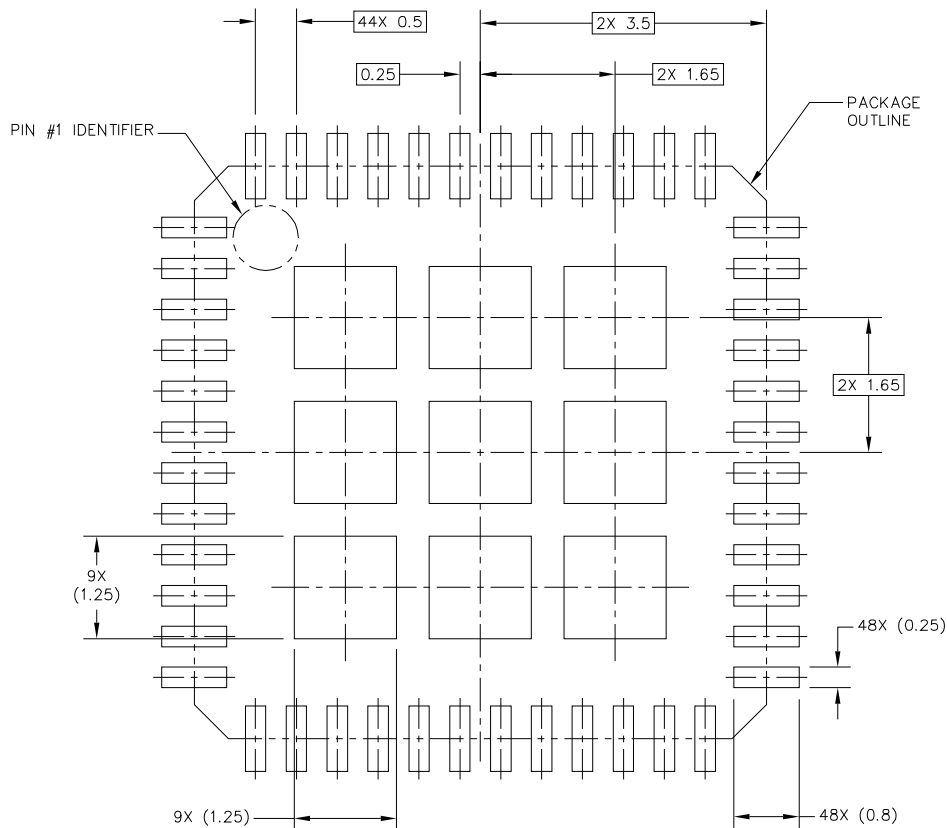 44X 0.5
2X 3.5
0.25
2X 1.65
PIN #1 IDENTIFIER
PACKAGE
OUTLINE
2X 1.65
9X
(1.25)
48X (0.25)
9X (1.25)
48X (0.8)